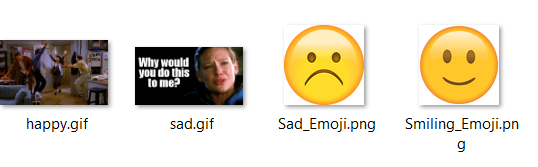 Why would
you do this
to me?
happy.gif
sad.gif
Sad_Emoji.png
Smiling_Emoji.pn
g